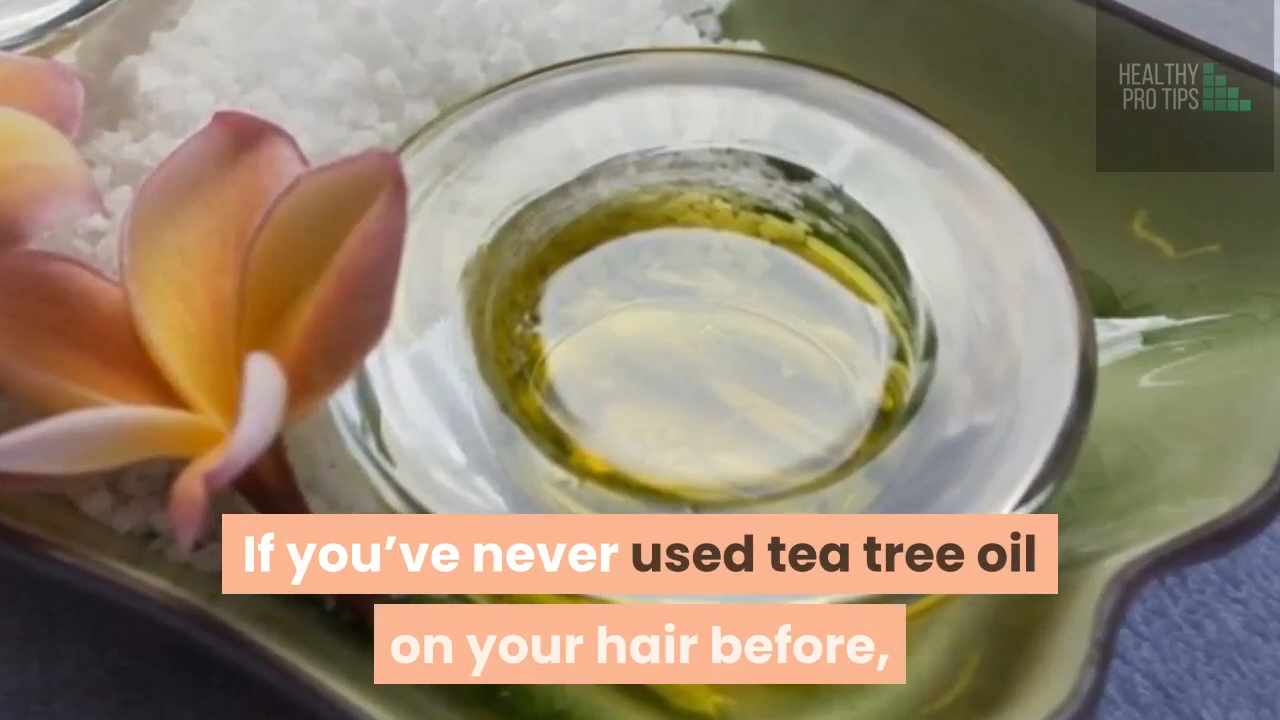 HEALTHY
PRO TIPS
If you’ve never used tea tree oil
on your hair before,